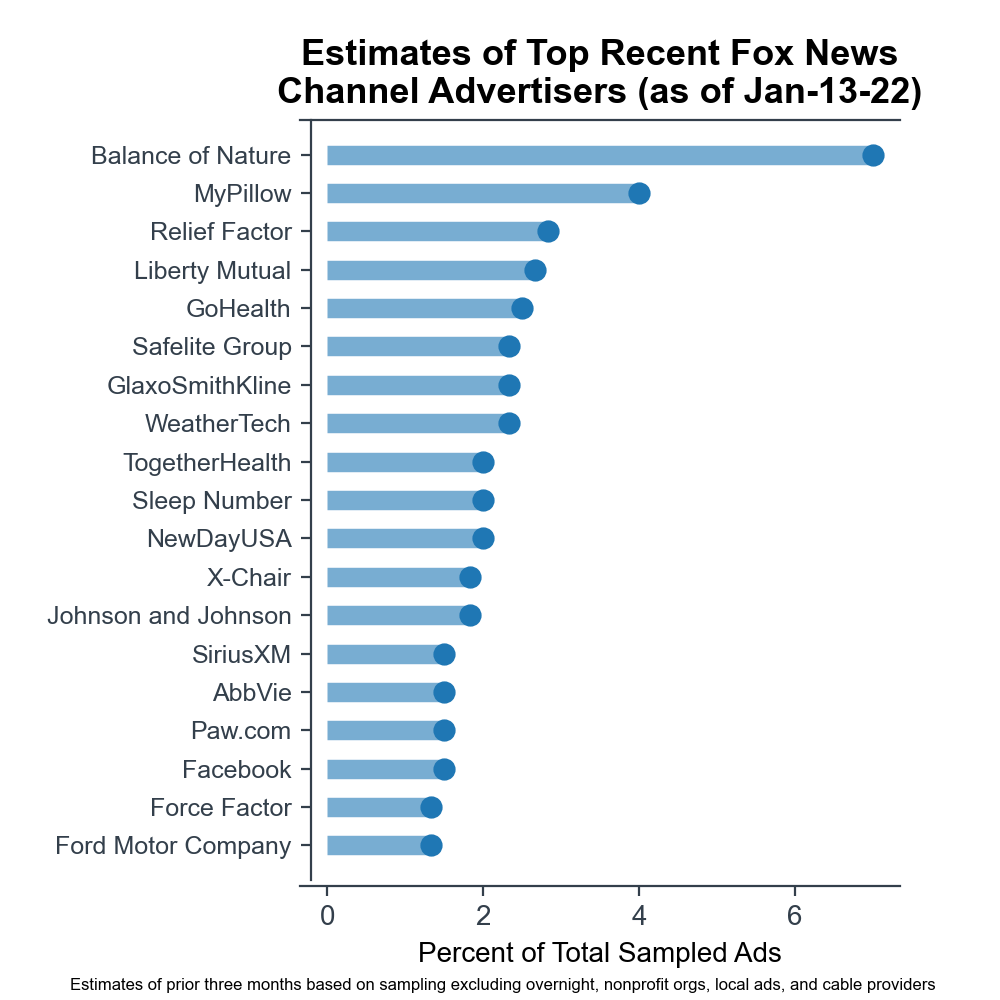 Estimates of Top Recent Fox News
Channel Advertisers (as of Jan-13-22)
Balance of Nature
MyPillow
Relief Factor
Liberty Mutual
GoHealth
Safelite Group
GlaxoSmithKline
WeatherTech
TogetherHealth
Sleep Number
NewDayUSA
X-Chair
Johnson and Johnson
SiriusXM
AbbVie
Paw.com
Facebook
Force Factor
Ford Motor Company
0 2 4 6
Percent of Total Sampled Ads
Estimates of prior three months based on sampling excluding overnight, nonprofit orgs, local ads, and cable providers